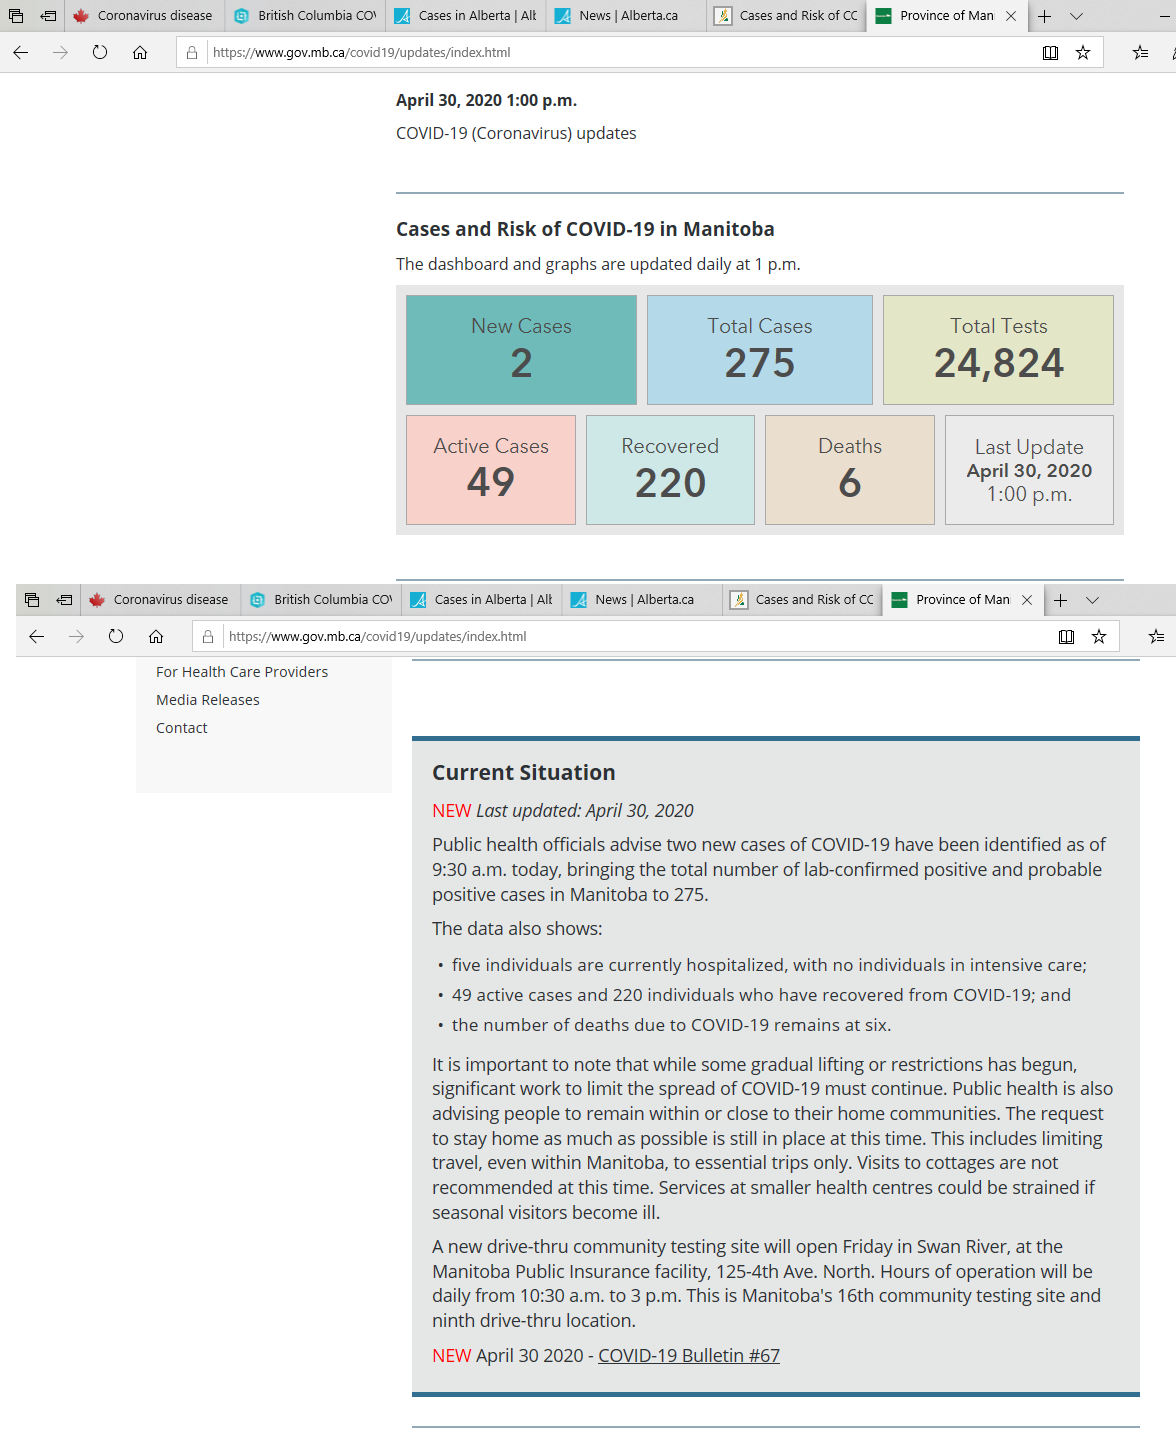 Coronavirus disease
British Columbia COV
Cases in Alberta | Alb
News | Alberta.ca
Cases and Risk of CO
Province of Mani
https://www.gov.mb.ca/covid19/updates/index.html
April 30, 2020 1:00 p.m.
COVID-19 (Coronavirus) updates
Cases and Risk of COVID-19 in Manitoba
The dashboard and graphs are updated daily at 1 p.m.
New Cases
2
Total Cases
275
Total Tests
24,824
Active Cases
49
Recovered
220
Deaths
6
Last Update
April 30, 2020
1:00 p.m.
Coronavirus disease
British Columbia COV
Cases in Alberta | Alb
News | Alberta.ca
Cases and Risk of CO
Province of Mani
https://www.gov.mb.ca/covid19/updates/index.html
For Health Care Providers
Media Releases
Contact
Current Situation
NEW Last updated: April 30, 2020
Public health officials advise two new cases of COVID-19 have been identified as of
9:30 a.m. today, bringing the total number of lab-confirmed positive and probable
positive cases in Manitoba to 275.
The data also shows:
• five individuals are currently hospitalized, with no individuals in intensive care;
• 49 active cases and 220 individuals who have recovered from COVID-19; and
• the number of deaths due to COVID-19 remains at six.
It is important to note that while some gradual lifting or restrictions has begun,
significant work to limit the spread of COVID-19 must continue. Public health is also
advising people to remain within or close to their home communities. The request
to stay home as much as possible is still in place at this time. This includes limiting
travel, even within Manitoba, to essential trips only. Visits to cottages are not
recommended at this time. Services at smaller health centres could be strained if
seasonal visitors become ill.
A new drive-thru community testing site will open Friday in Swan River, at the
Manitoba Public Insurance facility, 125-4th Ave. North. Hours of operation will be
daily from 10:30 a.m. to 3 p.m. This is Manitoba's 16th community testing site and
ninth drive-thru location.
NEW April 30 2020 - COVID-19 Bulletin #67